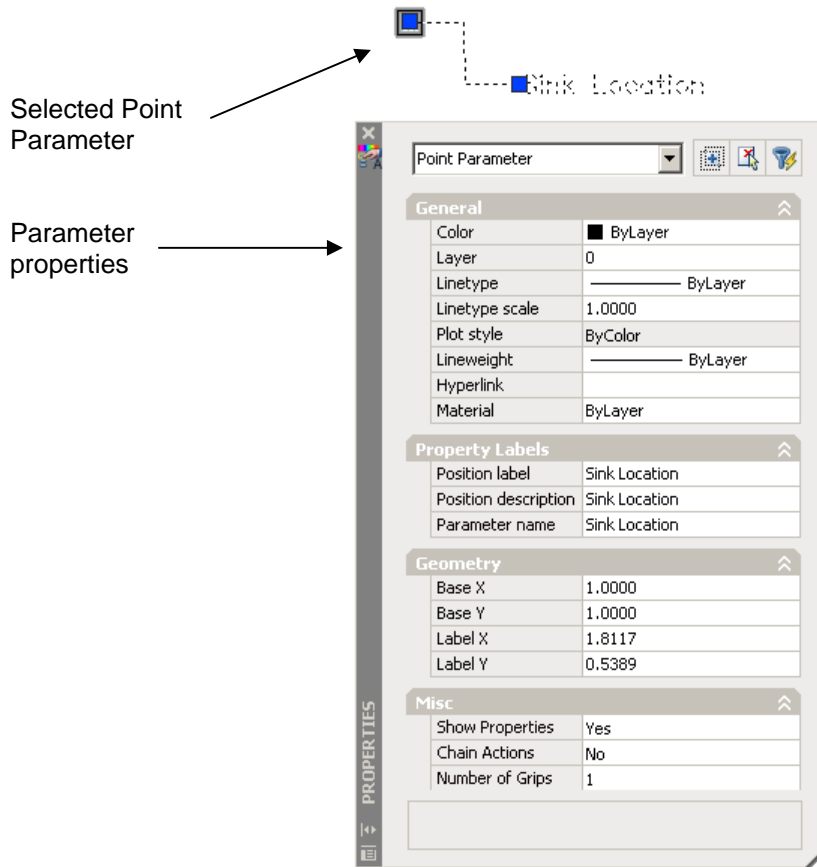 Sink Location
Selected Point
Parameter
Parameter
properties
Point Parameter
General
Color ByLayer
Layer 0
Linetype ByLayer
Linetype scale 1.0000
Plot style ByColor
Lineweight ByLayer
Hyperlink
Material ByLayer
Property Labels
Position label Sink Location
Position description Sink Location
Parameter name Sink Location
Geometry
Base X 1.0000
Base Y 1.0000
Label X 1.8117
Label Y 0.5389
Misc
Show Properties Yes
Chain Actions No
Number of Grips 1
PROPERTIES